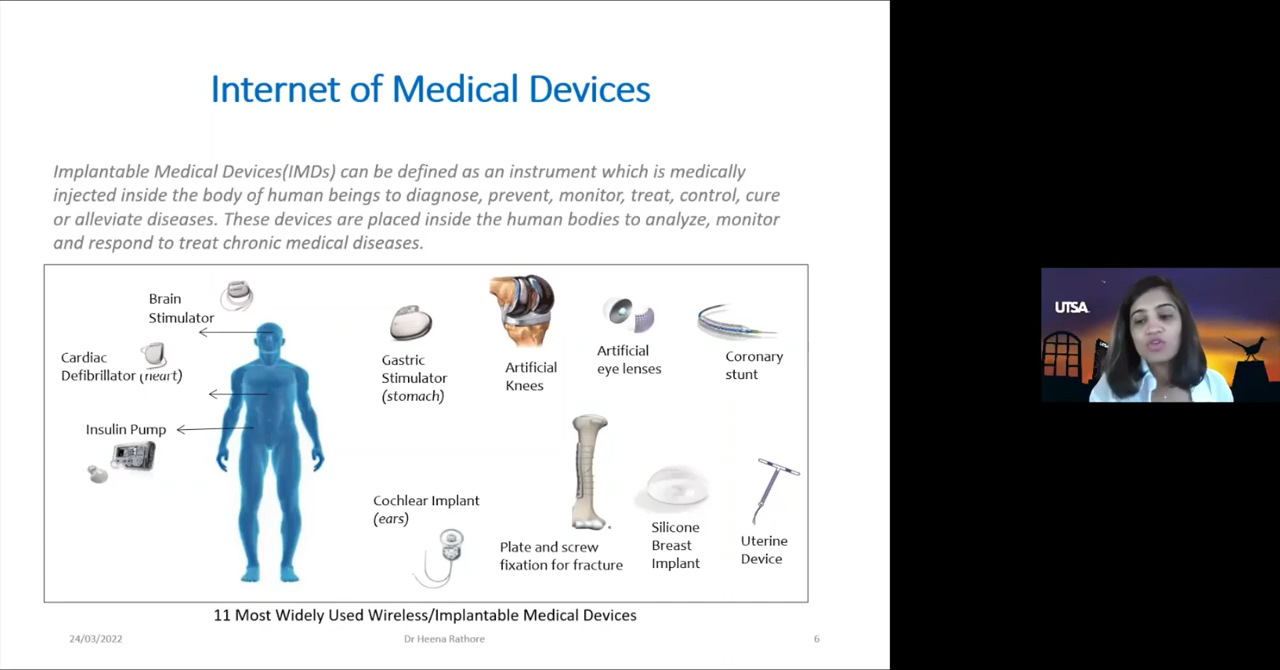 Internet of Medical Devices
Implantable Medical Devices(IMDs) can be defined as an instrument which is medically
injected inside the body of human beings to diagnose, prevent, monitor, treat, control, cure
or alleviate diseases. These devices are placed inside the human bodies to analyze, monitor
and respond to treat chronic medical diseases.
Brain
Stimulator
Cardiac
Defibrillator (heart)
Insulin Pump
Gastric
Stimulator
(stomach)
Artificial
Knees
Artificial
eye lenses
Coronary
stunt
Cochlear Implant
(ears)
Plate and screw
fixation for fracture
Silicone
Breast
Implant
Uterine
Device
11 Most Widely Used Wireless/Implantable Medical Devices
24/03/2022
Dr Heena Rathore
6
UTSA